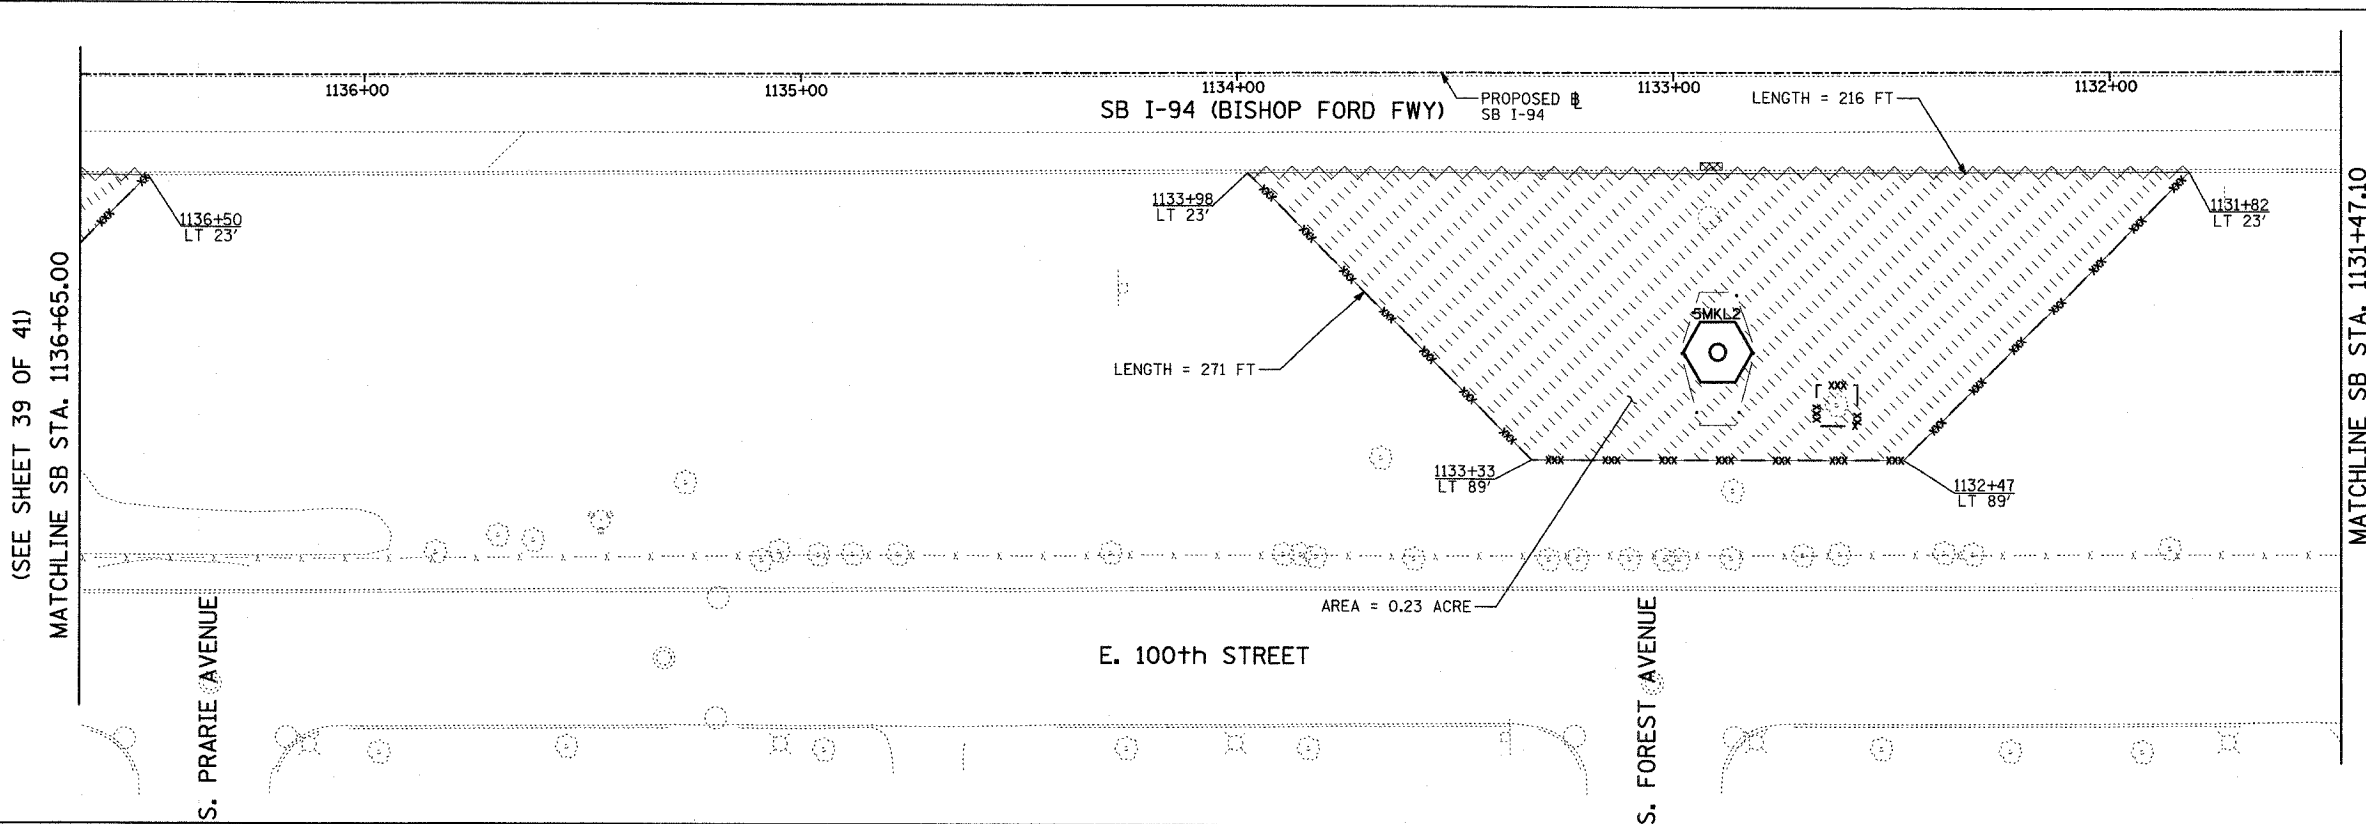 1136+00
1135+00
1134+00
1133+00
1132+00
SB I-94 (BISHOP FORD FWY)
PROPOSED ℄
SB I-94
LENGTH = 216 FT
1136+50
LT 23'
1133+98
LT 23'
1131+82
LT 23'
(SEE SHEET 39 OF 41)
MATCHLINE SB STA. 1136+65.00
MATCHLINE SB STA. 1131+47.10
5MKL2
LENGTH = 271 FT
1133+33
LT 89'
1132+47
LT 89'
AREA = 0.23 ACRE
E. 100th STREET
S. PRARIE AVENUE
S. FOREST AVENUE